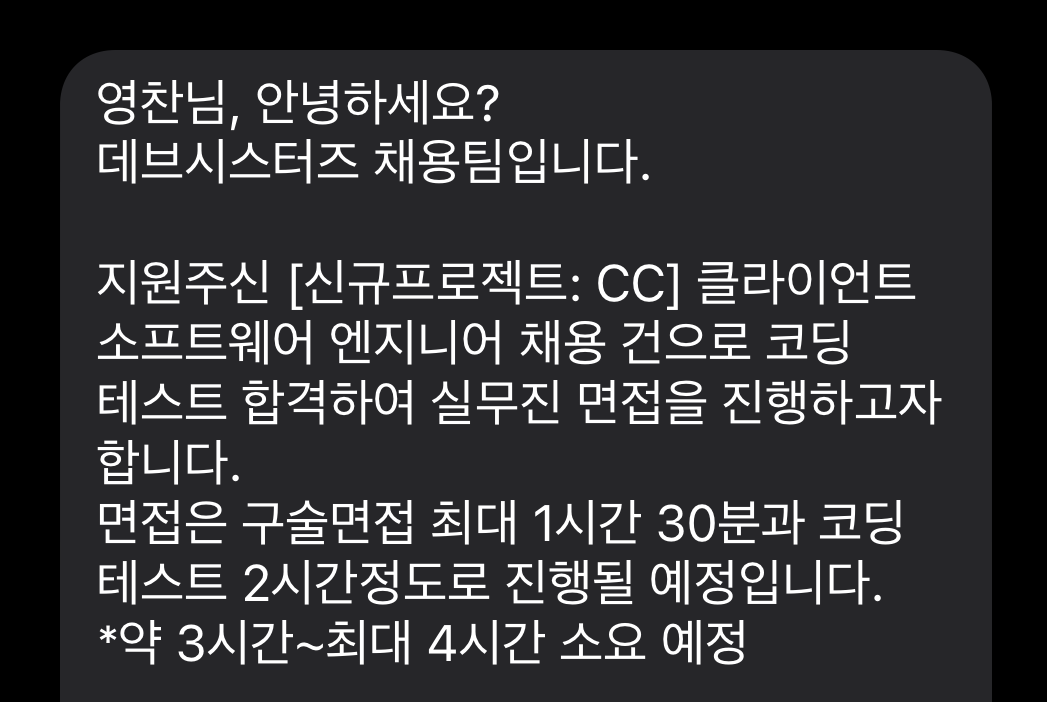 영찬님, 안녕하세요?
데브시스터즈 채용팀입니다.
지원주신 [신규프로젝트: CC] 클라이언트
소프트웨어 엔지니어 채용 건으로 코딩
테스트 합격하여 실무진 면접을 진행하고자
합니다.
면접은 구술면접 최대 1시간 30분과 코딩
테스트 2시간정도로 진행될 예정입니다.
*약 3시간~최대 4시간 소요 예정